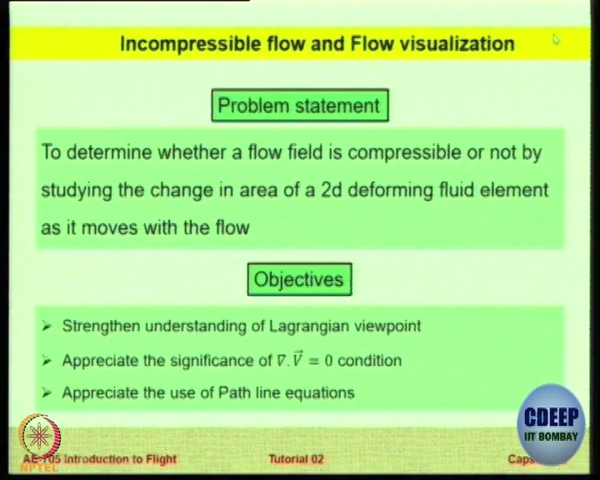 Incompressible flow and Flow visualization
Problem statement
To determine whether a flow field is compressible or not by
studying the change in area of a 2d deforming fluid element
as it moves with the flow
Objectives
➢ Strengthen understanding of Lagrangian viewpoint
➢ Appreciate the significance of ∇.V⃗ = 0 condition
➢ Appreciate the use of Path line equations
CDEEP
IIT BOMBAY
NPTEL
AE-705 Introduction to Flight Tutorial 02